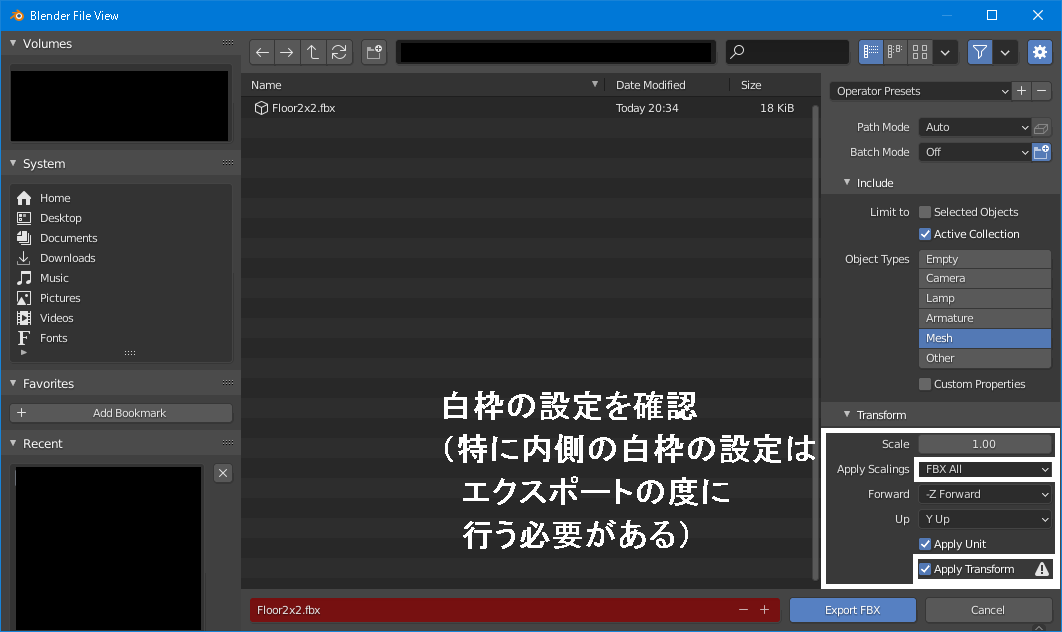 Blender File View
Volumes
System
Home
Desktop
Documents
Downloads
Music
Pictures
Videos
Fonts
Favorites
Add Bookmark
Recent
Name Date Modified Size
Floor2x2.fbx Today 20:34 18 KiB
白枠の設定を確認
（特に内側の白枠の設定は
エクスポートの度に
行う必要がある）
Floor2x2.fbx
Operator Presets
Path Mode Auto
Batch Mode Off
Include
Limit to Selected Objects
Active Collection
Object Types Empty
Camera
Lamp
Armature
Mesh
Other
Custom Properties
Transform
Scale 1.00
Apply Scalings FBX All
Forward -Z Forward
Up Y Up
Apply Unit
Apply Transform
Export FBX Cancel